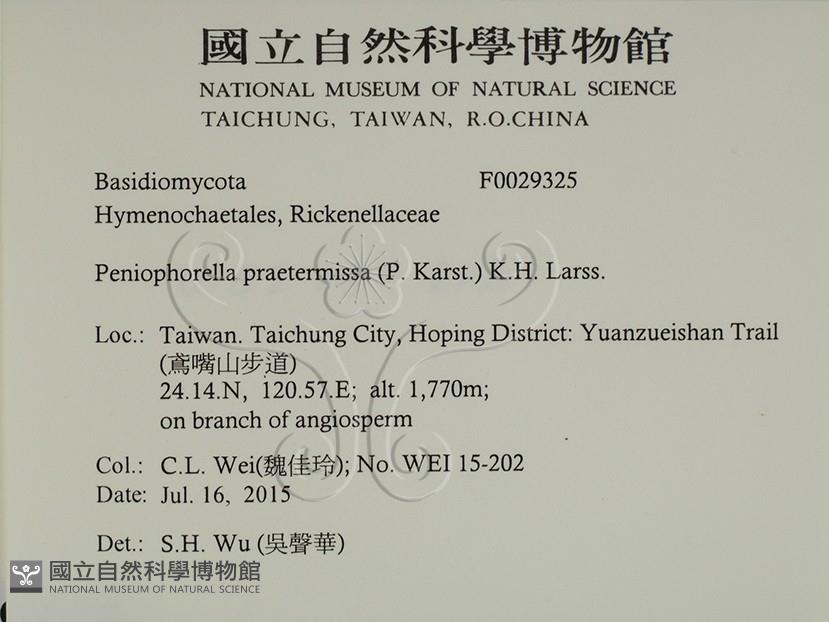 國立自然科學博物館
NATIONAL MUSEUM OF NATURAL SCIENCE
TAICHUNG, TAIWAN, R.O.CHINA
Basidiomycota F0029325
Hymenochaetales, Rickenellaceae
Peniophorella praetermissa (P. Karst.) K.H. Larss.
Loc.: Taiwan. Taichung City, Hoping District: Yuanzueishan Trail
(鳶嘴山步道)
24.14.N, 120.57.E; alt. 1,770m;
on branch of angiosperm
Col.: C.L. Wei(魏佳玲); No. WEI 15-202
Date: Jul. 16, 2015
Det.: S.H. Wu (吳聲華)
國立自然科學博物館
NATIONAL MUSEUM OF NATURAL SCIENCE